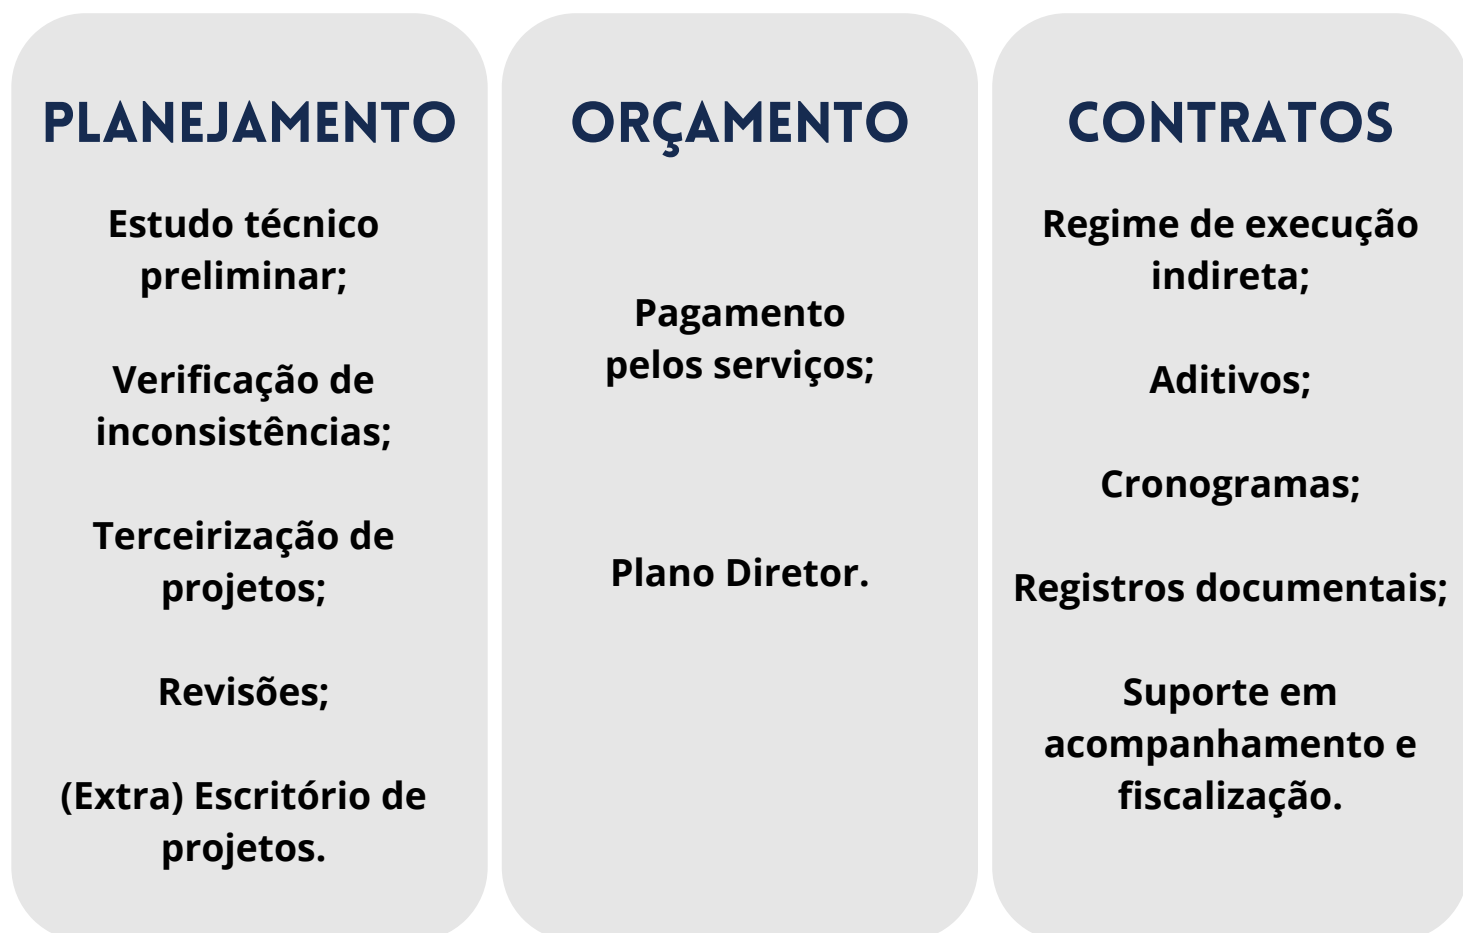 PLANEJAMENTO
Estudo técnico
preliminar;
Verificação de
inconsistências;
Terceirização de
projetos;
Revisões;
(Extra) Escritório de
projetos.
ORÇAMENTO
Pagamento
pelos serviços;
Plano Diretor.
CONTRATOS
Regime de execução
indireta;
Aditivos;
Cronogramas;
Registros documentais;
Suporte em
acompanhamento e
fiscalização.